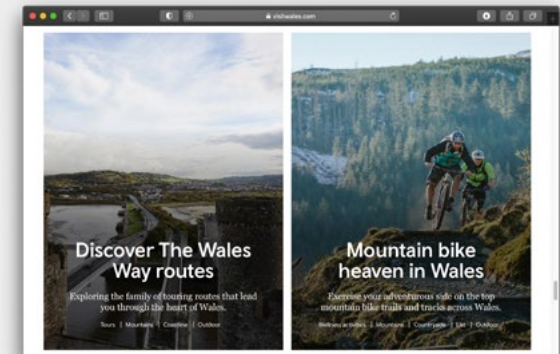 visitwales.com
Discover The Wales
Way routes
Exploring the family of touring routes that lead
you through the heart of Wales.
Tours | Mountains | Coastline | Outdoor
Mountain bike
heaven in Wales
Exercise your adventurous side on the top
mountain bike trails and tracks across Wales.
Wellness activities | Mountains | Countryside | | Outdoor